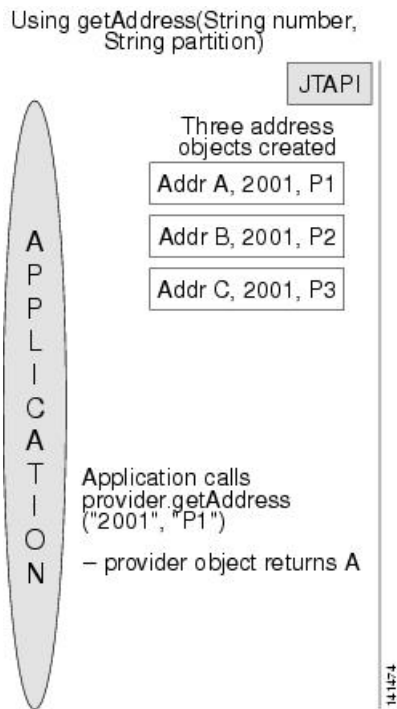 Using getAddress(String number,
String partition)
JTAPI
Three address
objects created
Addr A, 2001, P1
Addr B, 2001, P2
Addr C, 2001, P3
APPLICATION
Application calls
provider.getAddress
("2001", "P1")
– provider object returns A
141474